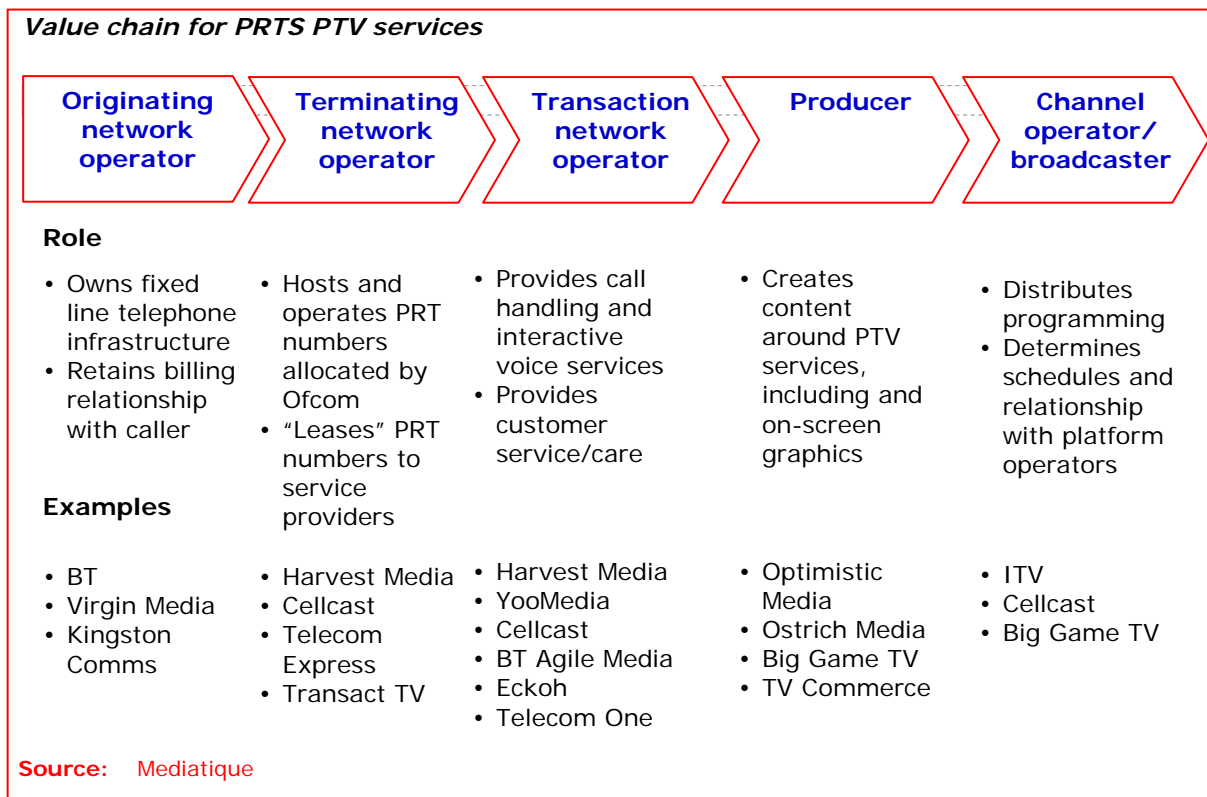 Value chain for PRTS PTV services
Originating
network
operator
Terminating
network
operator
Transaction
network
operator
Producer
Channel
operator/
broadcaster
Role
• Owns fixed
line telephone
infrastructure
• Retains billing
relationship
with caller
• Hosts and
operates PRT
numbers
allocated by
Ofcom
• “Leases” PRT
numbers to
service
providers
• Provides call
handling and
interactive
voice services
• Provides
customer
service/care
• Creates
content
around PTV
services,
including and
on-screen
graphics
• Distributes
programming
• Determines
schedules and
relationship
with platform
operators
Examples
• BT
• Virgin Media
• Kingston
Comms
• Harvest Media
• Cellcast
• Telecom
Express
• Transact TV
• Harvest Media
• YooMedia
• Cellcast
• BT Agile Media
• Eckoh
• Telecom One
• Optimistic
Media
• Ostrich Media
• Big Game TV
• TV Commerce
• ITV
• Cellcast
• Big Game TV
Source: Mediatique